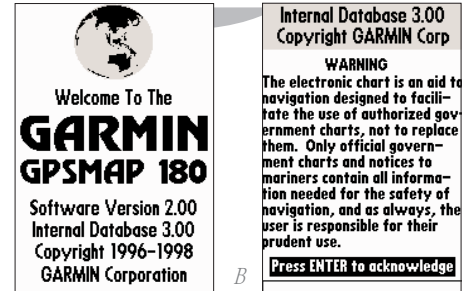 Welcome To The
GARMIN
GPSMAP 180
Software Version 2.00
Internal Database 3.00
Copyright 1996-1998
GARMIN Corporation
B
Internal Database 3.00
Copyright GARMIN Corp
WARNING
The electronic chart is an aid to
navigation designed to facili-
tate the use of authorized gov-
ernment charts, not to replace
them. Only official govern-
ment charts and notices to
mariners contain all informa-
tion needed for the safety of
navigation, and as always, the
user is responsible for their
prudent use.
Press ENTER to acknowledge